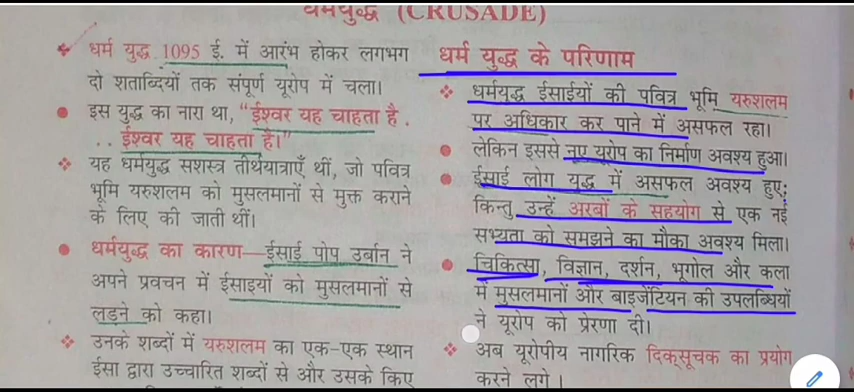 धर्मयुद्ध (CRUSADE)
❖ धर्म युद्ध 1095 ई. में आरंभ होकर लगभग
दो शताब्दियों तक संपूर्ण यूरोप में चला।
● इस युद्ध का नारा था, “ईश्वर यह चाहता है .
. . ईश्वर यह चाहता है।”
❖ यह धर्मयुद्ध सशस्त्र तीर्थयात्राएँ थीं, जो पवित्र
भूमि यरुशलम को मुसलमानों से मुक्त कराने
के लिए की जाती थीं।
● धर्मयुद्ध का कारण—ईसाई पोप उर्बान ने
अपने प्रवचन में ईसाइयों को मुसलमानों से
लड़ने को कहा।
❖ उनके शब्दों में यरुशलम का एक-एक स्थान
ईसा द्वारा उच्चारित शब्दों से और उसके किए
धर्म युद्ध के परिणाम
❖ धर्मयुद्ध ईसाईयों की पवित्र भूमि यरुशलम
पर अधिकार कर पाने में असफल रहा।
● लेकिन इससे नए यूरोप का निर्माण अवश्य हुआ।
● ईसाई लोग युद्ध में असफल अवश्य हुए;
किन्तु उन्हें अरबों के सहयोग से एक नई
सभ्यता को समझने का मौका अवश्य मिला।
● चिकित्सा, विज्ञान, दर्शन, भूगोल और कला
में मुसलमानों और बाइजेंटियन की उपलब्धियों
ने यूरोप को प्रेरणा दी।
❖ अब यूरोपीय नागरिक दिक्सूचक का प्रयोग
करने लगे।